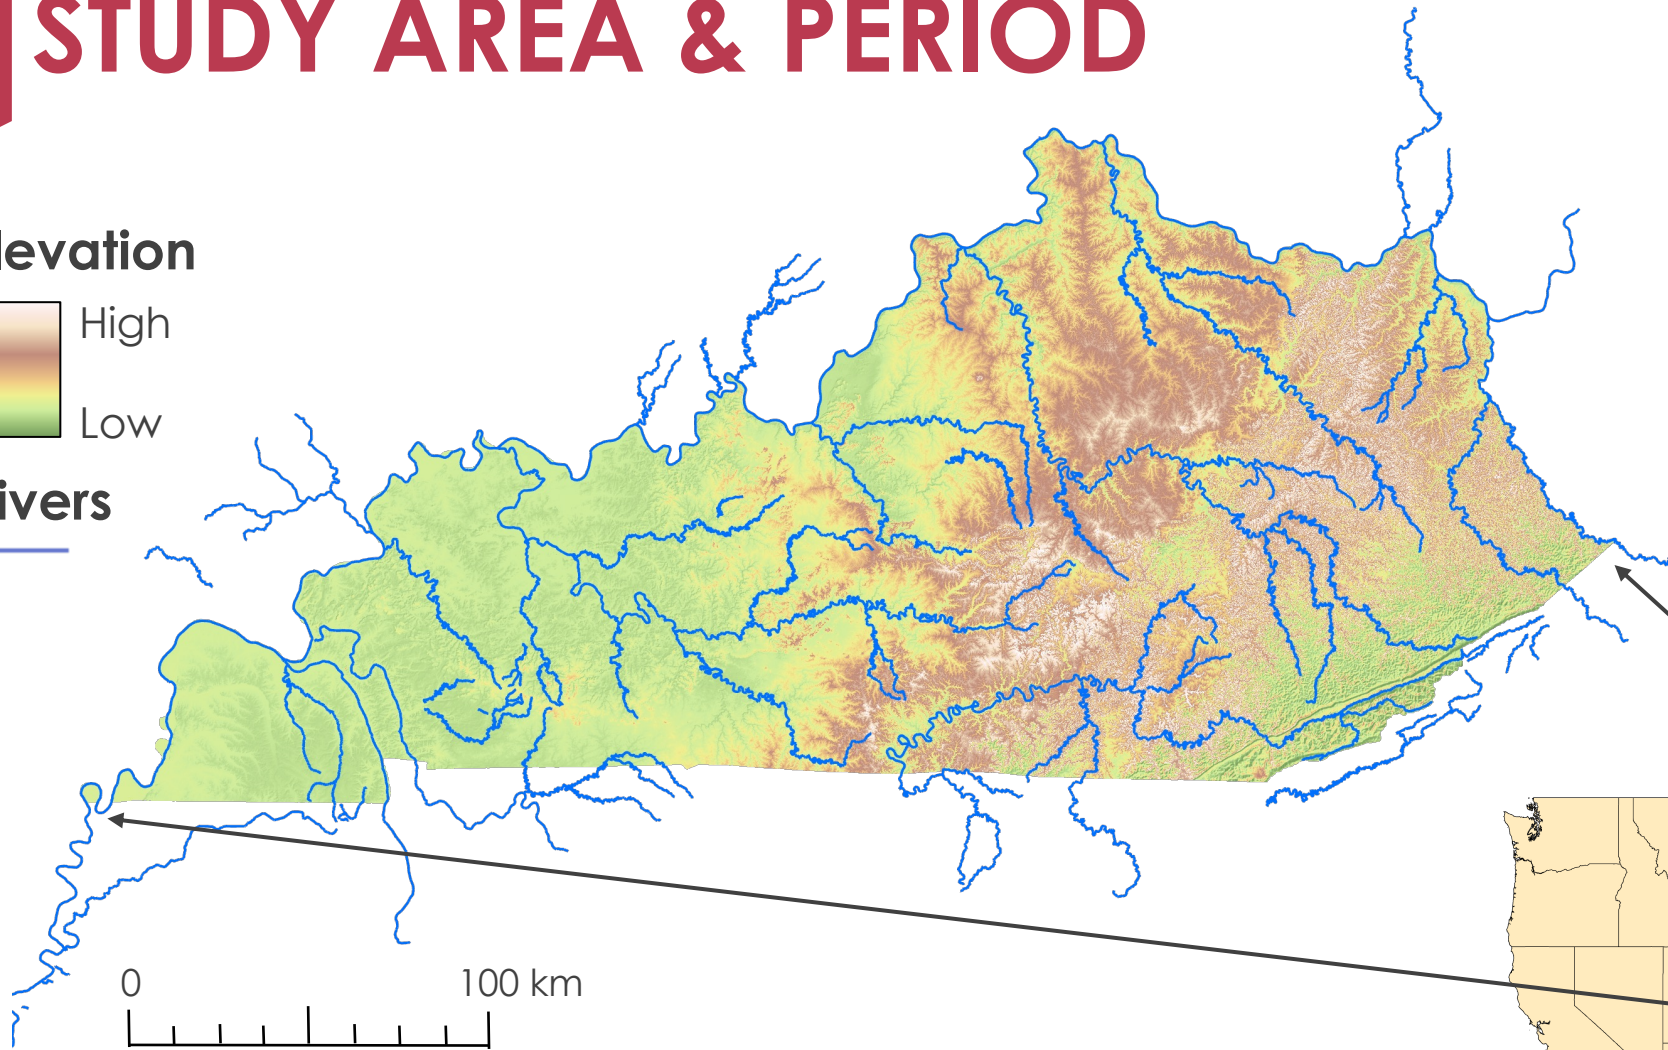 STUDY AREA & PERIOD
levation
High
Low
ivers
0 100 km